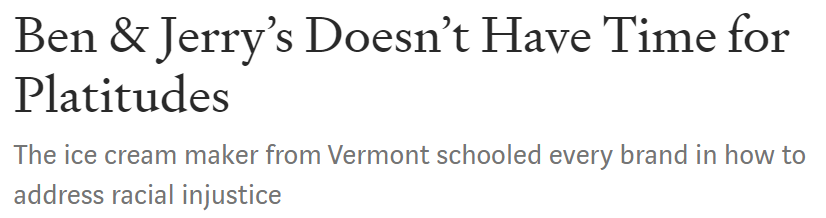 Ben & Jerry’s Doesn’t Have Time for
Platitudes
The ice cream maker from Vermont schooled every brand in how to
address racial injustice